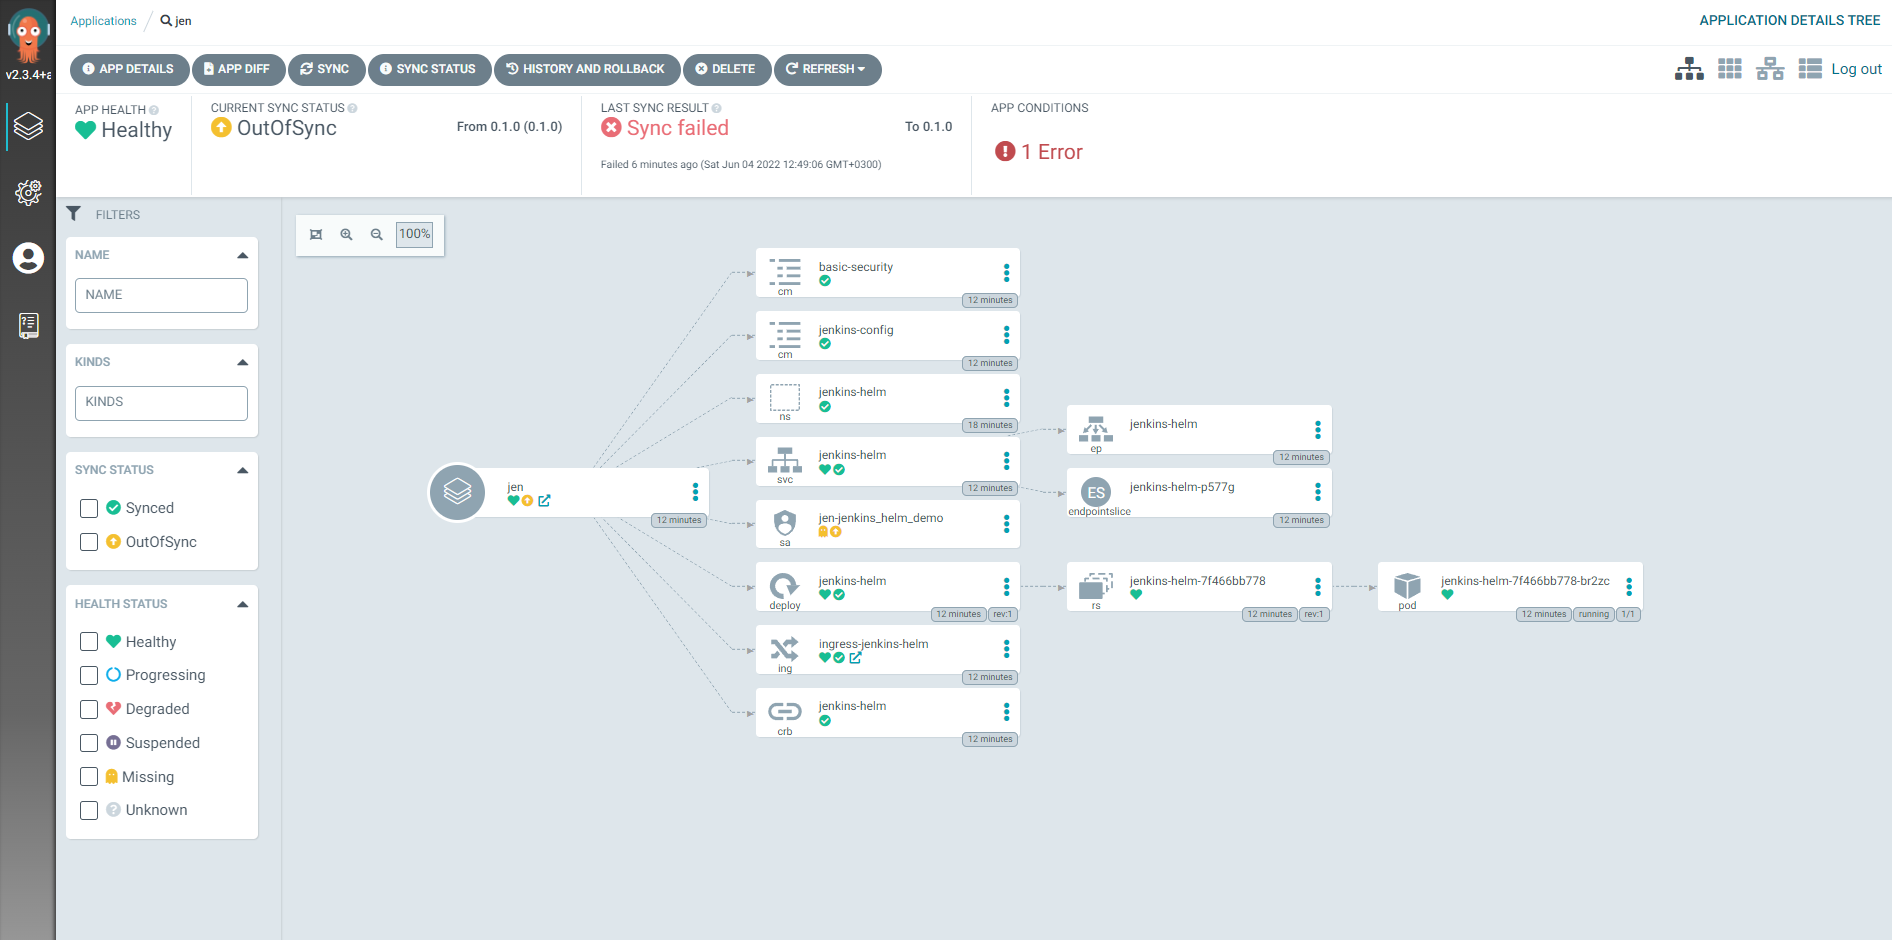 v2.3.4+a
Applications / jen
APPLICATION DETAILS TREE
APP DETAILS
APP DIFF
SYNC
SYNC STATUS
HISTORY AND ROLLBACK
DELETE
REFRESH
Log out
APP HEALTH
Healthy
CURRENT SYNC STATUS
OutOfSync
From 0.1.0 (0.1.0)
LAST SYNC RESULT
Sync failed
To 0.1.0
Failed 6 minutes ago (Sat Jun 04 2022 12:49:06 GMT+0300)
APP CONDITIONS
1 Error
FILTERS
NAME
NAME
KINDS
KINDS
SYNC STATUS
Synced
OutOfSync
HEALTH STATUS
Healthy
Progressing
Degraded
Suspended
Missing
Unknown
100%
jen
12 minutes
basic-security
cm
12 minutes
jenkins-config
cm
12 minutes
jenkins-helm
ns
18 minutes
jenkins-helm
svc
12 minutes
jen-jenkins_helm_demo
sa
jenkins-helm
deploy
12 minutes
rev:1
ingress-jenkins-helm
ing
12 minutes
jenkins-helm
crb
12 minutes
jenkins-helm
ep
12 minutes
ES
jenkins-helm-p577g
endpointslice
12 minutes
jenkins-helm-7f466bb778
rs
12 minutes
rev:1
jenkins-helm-7f466bb778-br2zc
pod
12 minutes
running
1/1